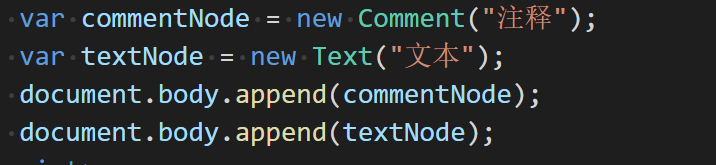 var commentNode = new Comment("注释");
var textNode = new Text("文本");
document.body.append(commentNode);
document.body.append(textNode);